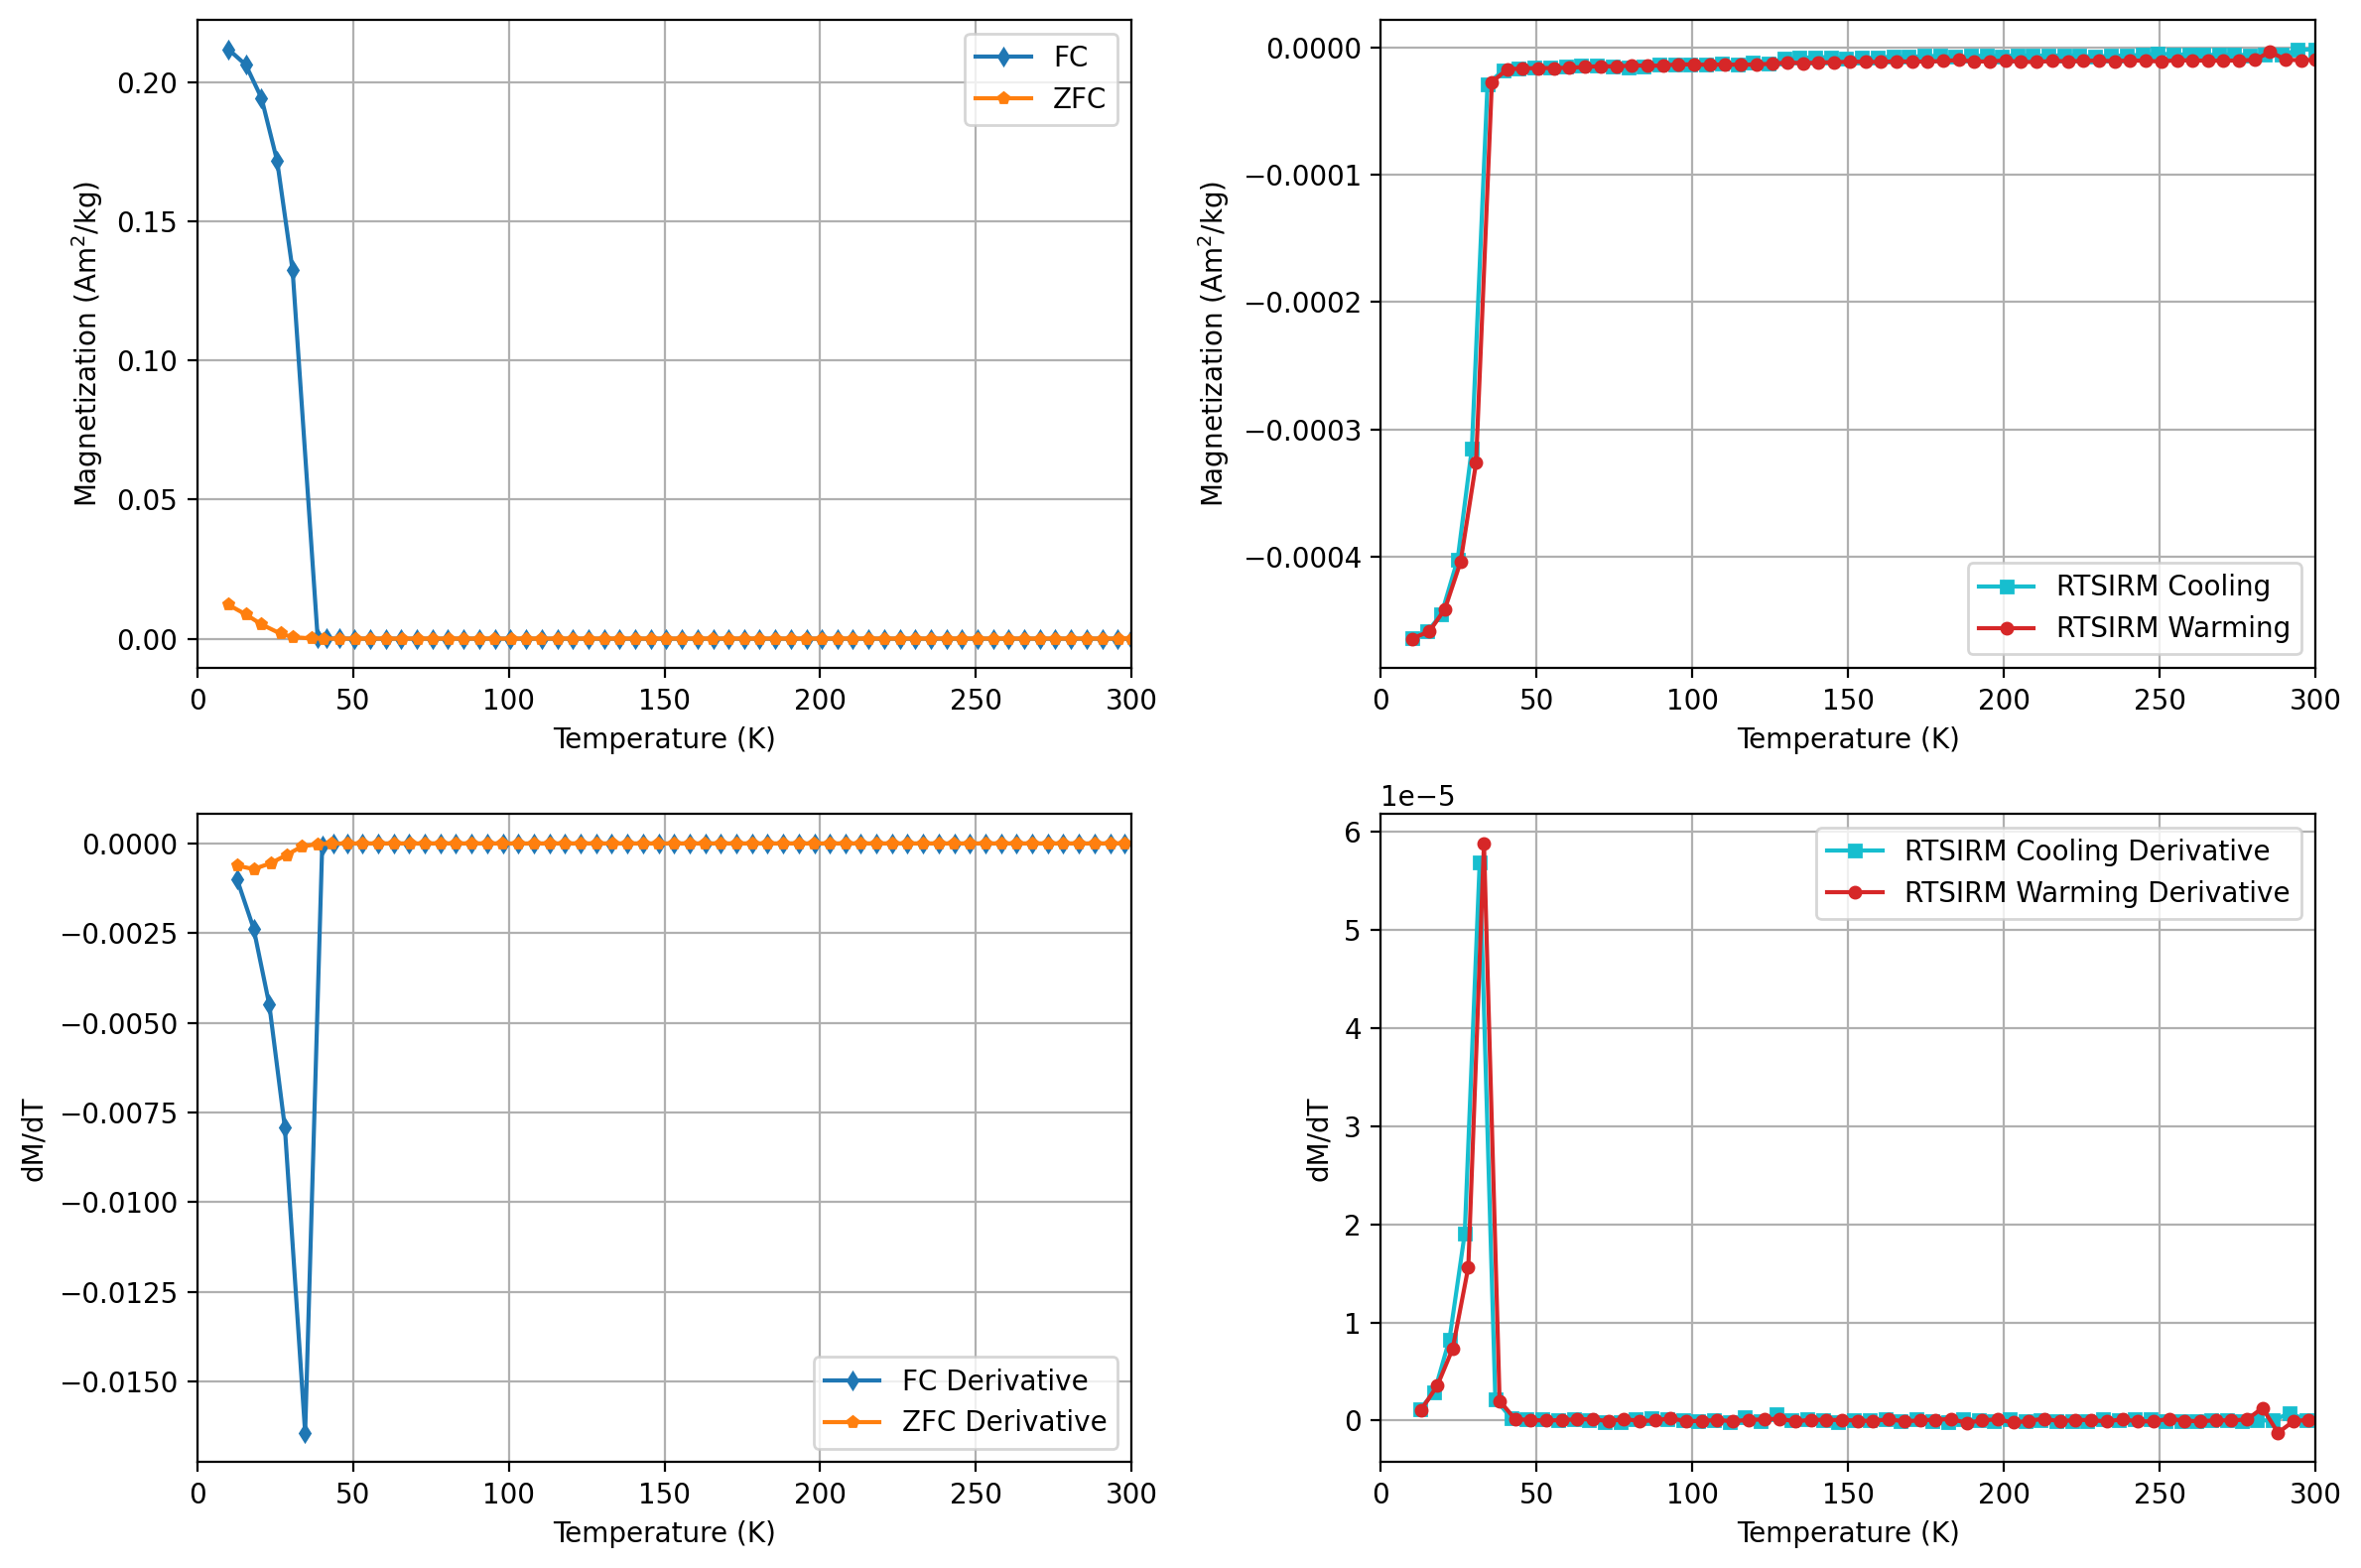 FC
ZFC
0.20
0.15
0.10
0.05
0.00
Magnetization (Am²/kg)
0 50 100 150 200 250 300
Temperature (K)
0.0000
−0.0001
−0.0002
−0.0003
−0.0004
Magnetization (Am²/kg)
RTSIRM Cooling
RTSIRM Warming
0 50 100 150 200 250 300
Temperature (K)
0.0000
−0.0025
−0.0050
−0.0075
−0.0100
−0.0125
−0.0150
dM/dT
FC Derivative
ZFC Derivative
0 50 100 150 200 250 300
Temperature (K)
1e−5
RTSIRM Cooling Derivative
RTSIRM Warming Derivative
6
5
4
3
2
1
0
dM/dT
0 50 100 150 200 250 300
Temperature (K)